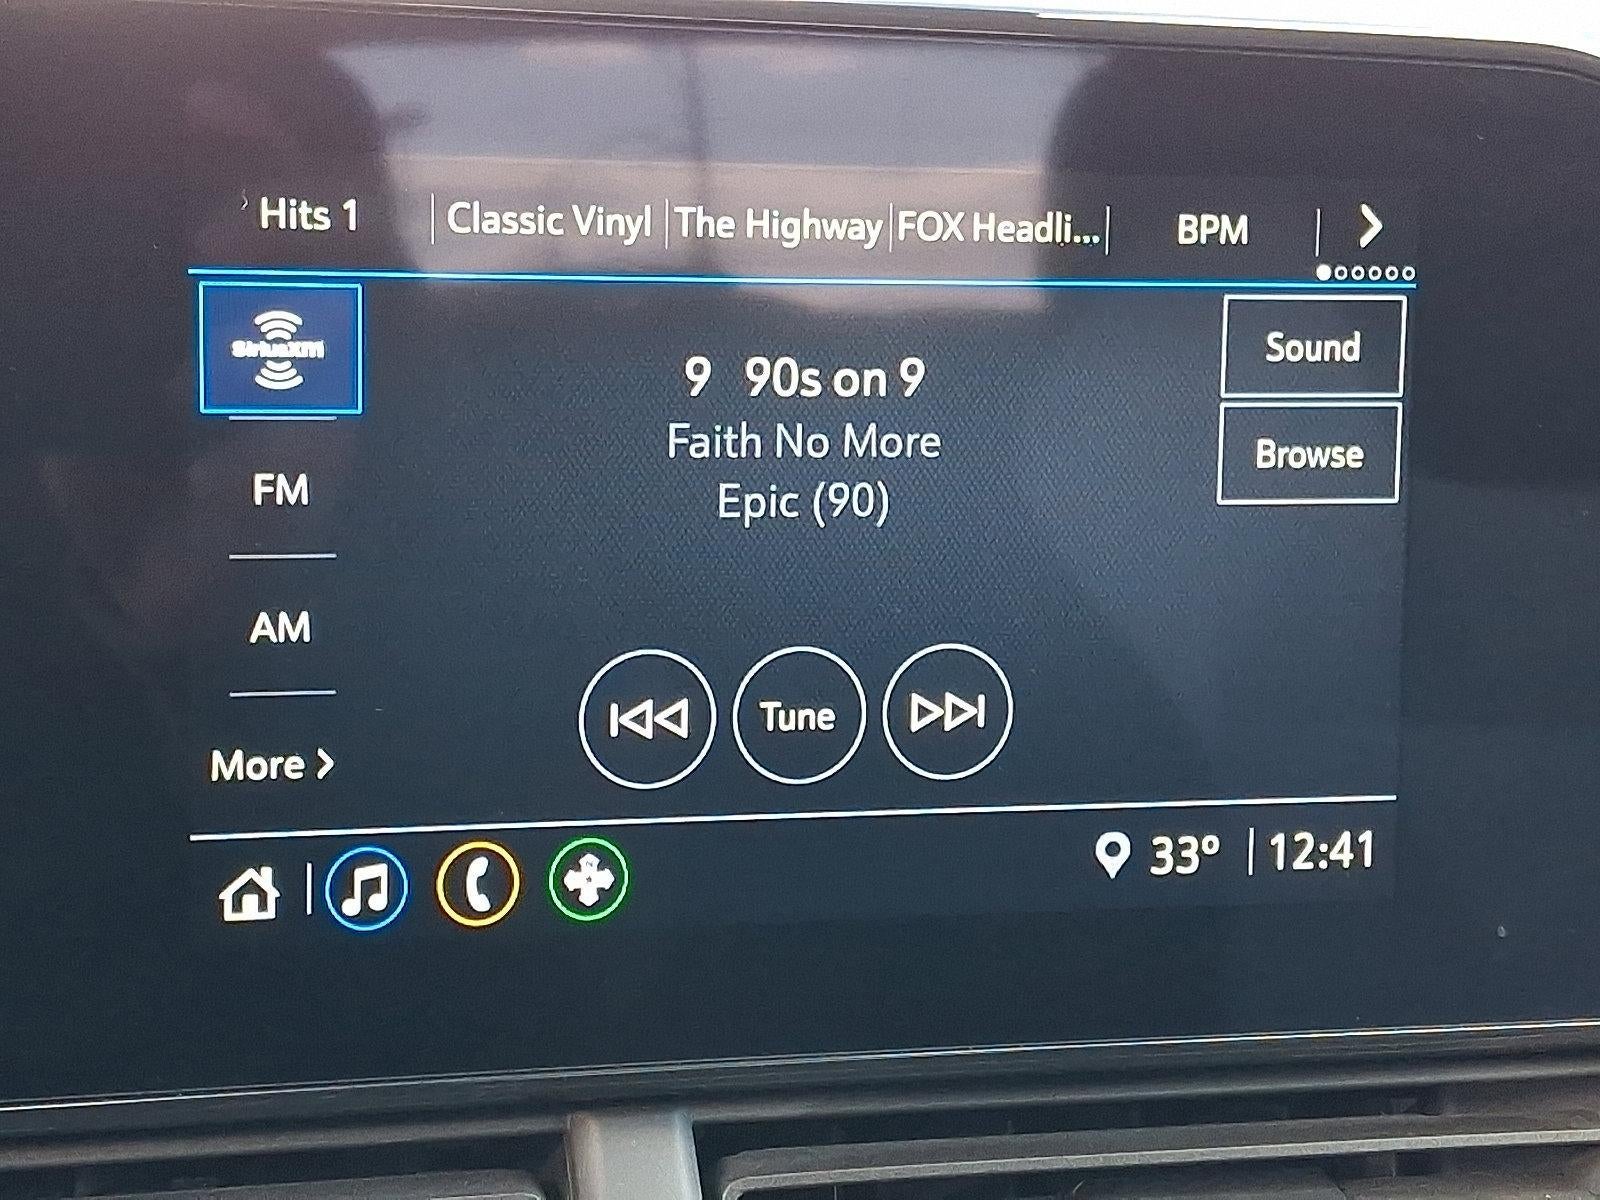 Hits 1
Classic Vinyl
The Highway
FOX Headli...
BPM
siriusxm
Sound
9 90s on 9
Faith No More
Browse
Epic (90)
FM
AM
Tune
More >
33° 12:41